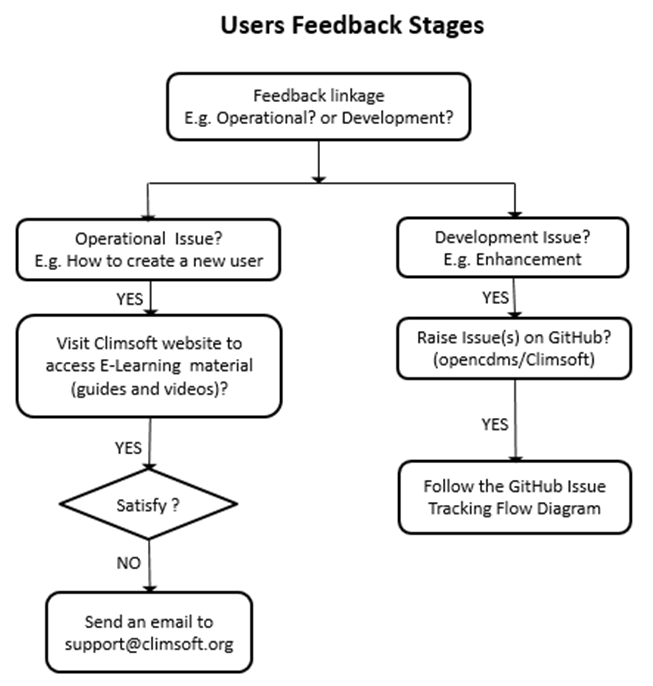 Users Feedback Stages
Feedback linkage
E.g. Operational? or Development?
Operational Issue?
E.g. How to create a new user
YES
Visit Climsoft website to
access E-Learning material
(guides and videos)?
YES
Satisfy ?
NO
Send an email to
support@climsoft.org
Development Issue?
E.g. Enhancement
YES
Raise Issue(s) on GitHub?
(opencdms/Climsoft)
YES
Follow the GitHub Issue
Tracking Flow Diagram